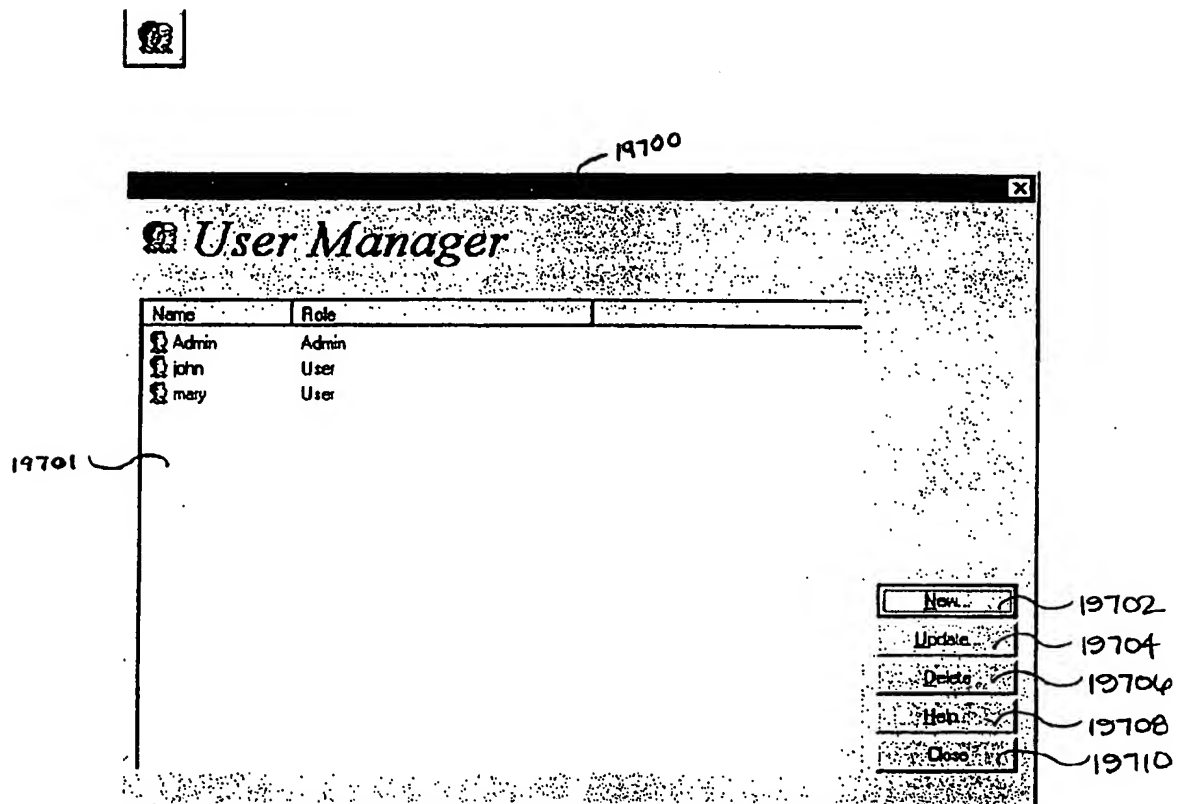 19700
User Manager
Name Role
Admin Admin
john User
mary User
19701
New... 19702
Update... 19704
Delete 19706
Help... 19708
Close 19710